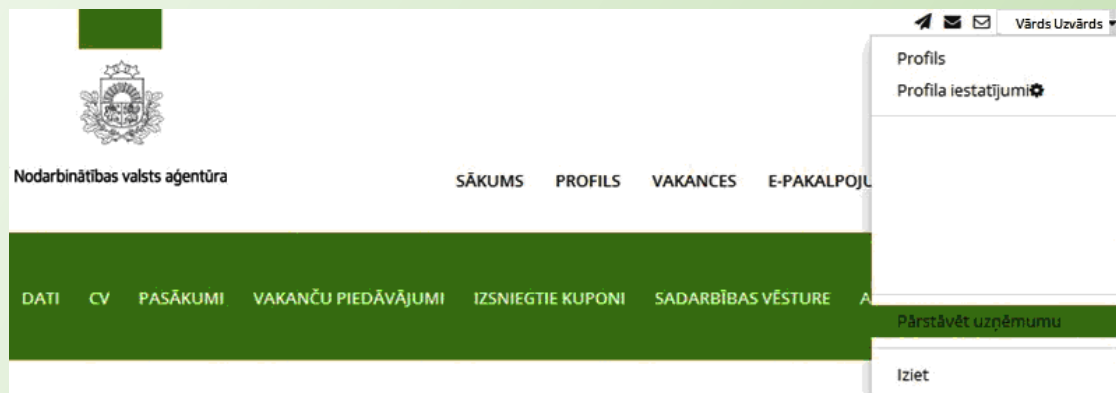 Vārds Uzvārds
Profils
Profila iestatījumi
Nodarbinātības valsts aģentūra
SĀKUMS PROFILS VAKANCES E-PAKALPOJU
DATI CV PASĀKUMI VAKANČU PIEDĀVĀJUMI IZSNIEGTIE KUPONI SADARBĪBAS VĒSTURE A
Pārstāvēt uzņēmumu
Iziet